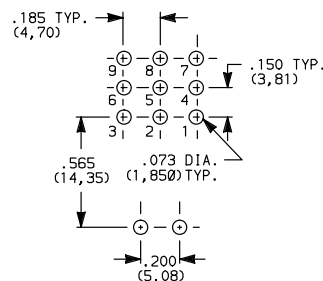 .185 TYP.
(4,70)
9 8 7
.150 TYP.
(3,81)
6 5 4
3 2 1
.565
(14,35)
.073 DIA.
(1,850) TYP.
.200
(5.08)